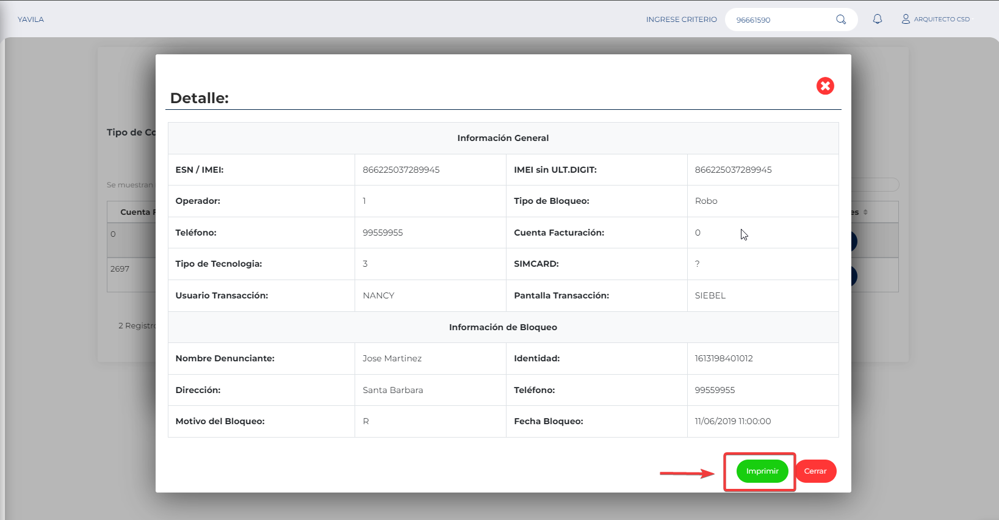 YAVILA
INGRESE CRITERIO
96661590
ARQUITECTO CSD
Detalle:
Tipo de Co
Se muestran
Cuenta F
es
0
2697
2 Registro
Información General
ESN / IMEI: 866225037289945 IMEI sin ULT.DIGIT: 866225037289945
Operador: 1 Tipo de Bloqueo: Robo
Teléfono: 99559955 Cuenta Facturación: 0
Tipo de Tecnologia: 3 SIMCARD: ?
Usuario Transacción: NANCY Pantalla Transacción: SIEBEL
Información de Bloqueo
Nombre Denunciante: Jose Martinez Identidad: 1613198401012
Dirección: Santa Barbara Teléfono: 99559955
Motivo del Bloqueo: R Fecha Bloqueo: 11/06/2019 11:00:00
Imprimir
Cerrar